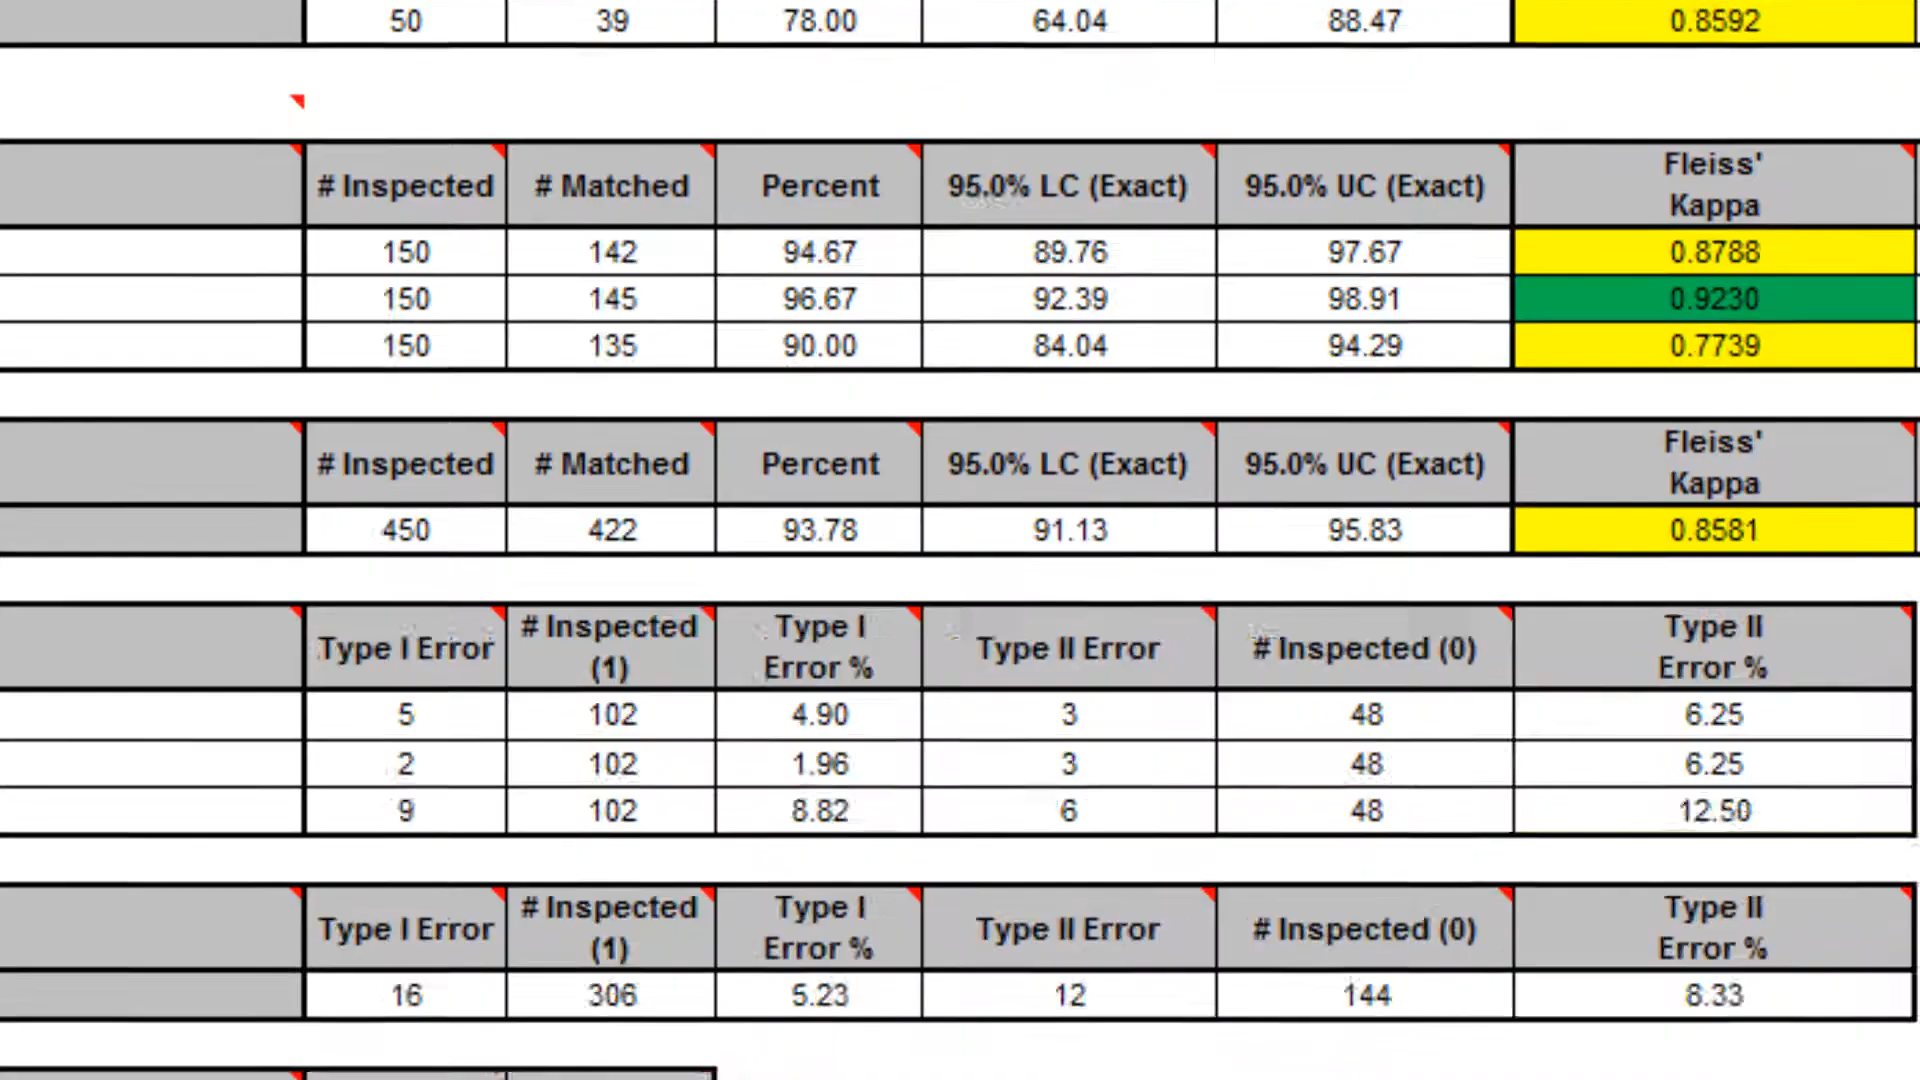 50 39 78.00 64.04 88.47 0.8592
# Inspected # Matched Percent 95.0% LC (Exact) 95.0% UC (Exact) Fleiss' Kappa
150 142 94.67 89.76 97.67 0.8788
150 145 96.67 92.39 98.91 0.9230
150 135 90.00 84.04 94.29 0.7739
# Inspected # Matched Percent 95.0% LC (Exact) 95.0% UC (Exact) Fleiss' Kappa
450 422 93.78 91.13 95.83 0.8581
Type I Error # Inspected (1) Type I Error % Type II Error # Inspected (0) Type II Error %
5 102 4.90 3 48 6.25
2 102 1.96 3 48 6.25
9 102 8.82 6 48 12.50
Type I Error # Inspected (1) Type I Error % Type II Error # Inspected (0) Type II Error %
16 306 5.23 12 144 8.33